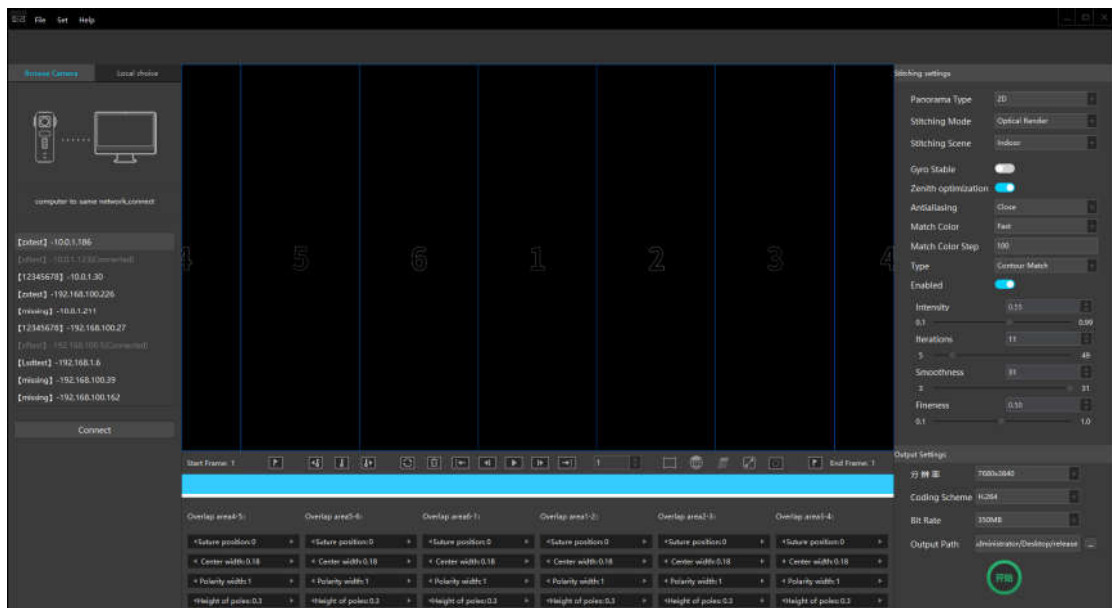 File Set Help
Browse Camera Local choice
computer to same network,connect
【zxtest】-10.0.1.186
【12345678】-10.0.1.30
【zxtest】-192.168.100.226
【missing】-10.0.1.211
【12345678】-192.168.100.27
【Lsdtest】-192.168.1.6
【missing】-192.168.100.39
【missing】-192.168.100.162
Connect
4 5 6 1 2 3 4
Start Frame: 1
1
End Frame: 1
Overlap area4-5: Overlap area5-6: Overlap area6-1: Overlap area1-2: Overlap area2-3: Overlap area3-4:
Suture position:0 Suture position:0 Suture position:0 Suture position:0 Suture position:0 Suture position:0
Center width:0.18 Center width:0.18 Center width:0.18 Center width:0.18 Center width:0.18 Center width:0.18
Polarity width:1 Polarity width:1 Polarity width:1 Polarity width:1 Polarity width:1 Polarity width:1
Height of poles:0.3 Height of poles:0.3 Height of poles:0.3 Height of poles:0.3 Height of poles:0.3 Height of poles:0.3
Stitching settings
Panorama Type 2D
Stitching Mode Optical Render
Stitching Scene Indoor
Gyro Stable
Zenith optimization
Antialiasing Close
Match Color Fast
Match Color Step 100
Type Contour Match
Enabled
Intensity 0.55
0.1 0.99
Iterations 11
5 49
Smoothness 31
3 31
Fineness 0.50
0.1 1.0
Output Settings
分辨率 7680x3840
Coding Scheme H.264
Bit Rate 350MB
Output Path dministrator/Desktop/release ...
开始